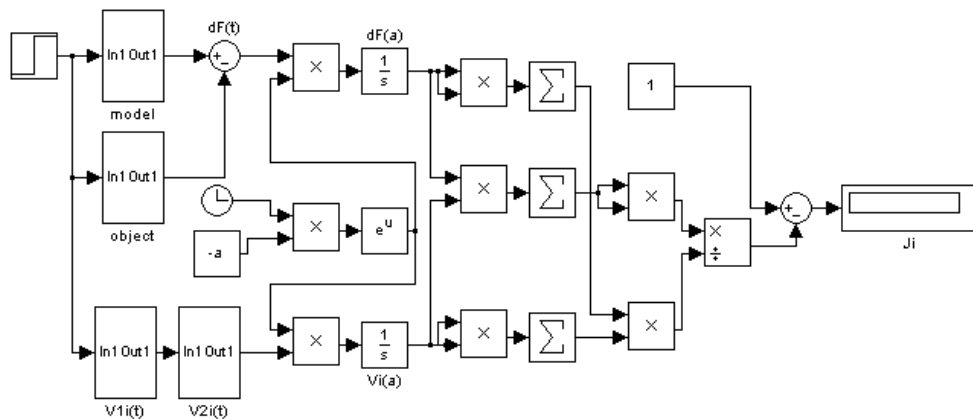 dF(t)
dF(a)
In1 Out1
+
−
×
1
s
×
∑
1
model
In1 Out1
×
∑
×
+
−
object
×
-a
e^u
×
÷
Ji
In1 Out1
In1 Out1
×
1
s
×
∑
×
V1i(t)
V2i(t)
Vi(a)